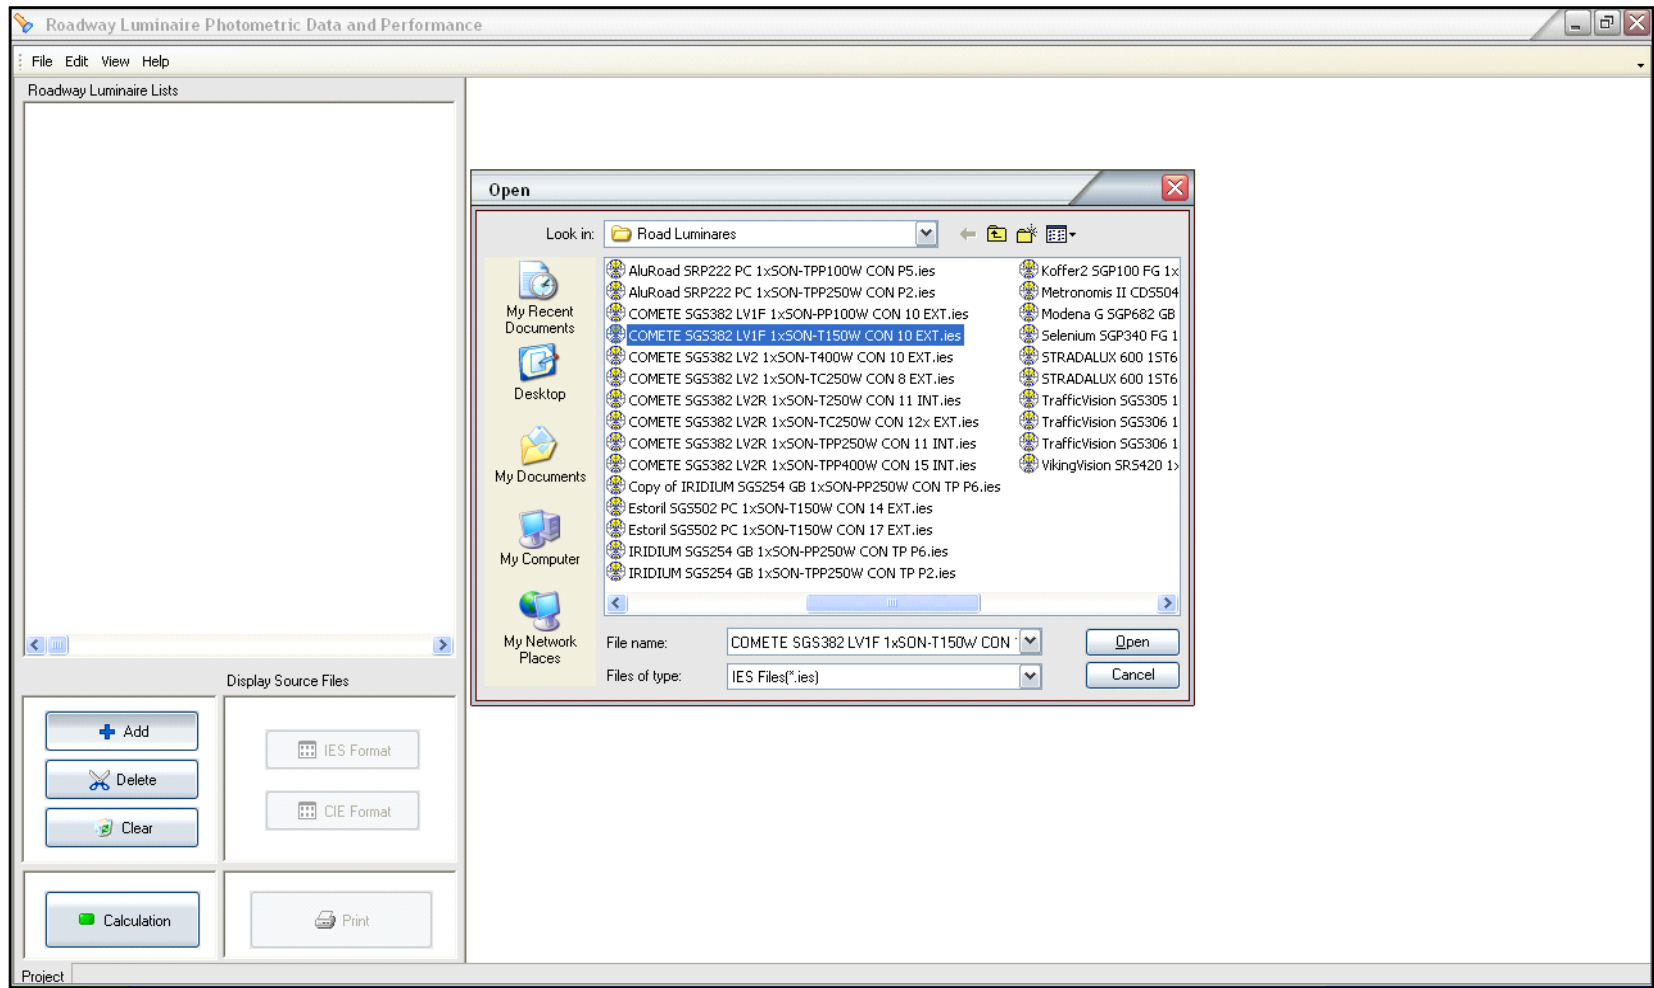 Roadway Luminaire Photometric Data and Performance
File Edit View Help
Roadway Luminaire Lists
Open
Look in: Road Luminares
My Recent Documents
Desktop
My Documents
My Computer
My Network Places
AluRoad SRP222 PC 1xSON-TPP100W CON P5.ies
AluRoad SRP222 PC 1xSON-TPP250W CON P2.ies
COMETE SGS382 LV1F 1xSON-PP100W CON 10 EXT.ies
COMETE SGS382 LV1F 1xSON-T150W CON 10 EXT.ies
COMETE SGS382 LV2 1xSON-T400W CON 10 EXT.ies
COMETE SGS382 LV2 1xSON-TC250W CON 8 EXT.ies
COMETE SGS382 LV2R 1xSON-T250W CON 11 INT.ies
COMETE SGS382 LV2R 1xSON-TC250W CON 12x EXT.ies
COMETE SGS382 LV2R 1xSON-TPP250W CON 11 INT.ies
COMETE SGS382 LV2R 1xSON-TPP400W CON 15 INT.ies
Copy of IRIDIUM SGS254 GB 1xSON-PP250W CON TP P6.ies
Estoril SGS502 PC 1xSON-T150W CON 14 EXT.ies
Estoril SGS502 PC 1xSON-T150W CON 17 EXT.ies
IRIDIUM SGS254 GB 1xSON-PP250W CON TP P6.ies
IRIDIUM SGS254 GB 1xSON-TPP250W CON TP P2.ies
Koffer2 SGP100 FG 1x
Metronomis II CDS504
Modena G SGP682 GB
Selenium SGP340 FG 1
STRADALUX 600 1ST6
STRADALUX 600 1ST6
TrafficVision SGS305 1
TrafficVision SGS306 1
TrafficVision SGS306 1
VikingVision SRS420 1x
File name: COMETE SGS382 LV1F 1xSON-T150W CON
Open
Files of type: IES Files(*.ies)
Cancel
Display Source Files
Add
Delete
Clear
IES Format
CIE Format
Calculation
Print
Project